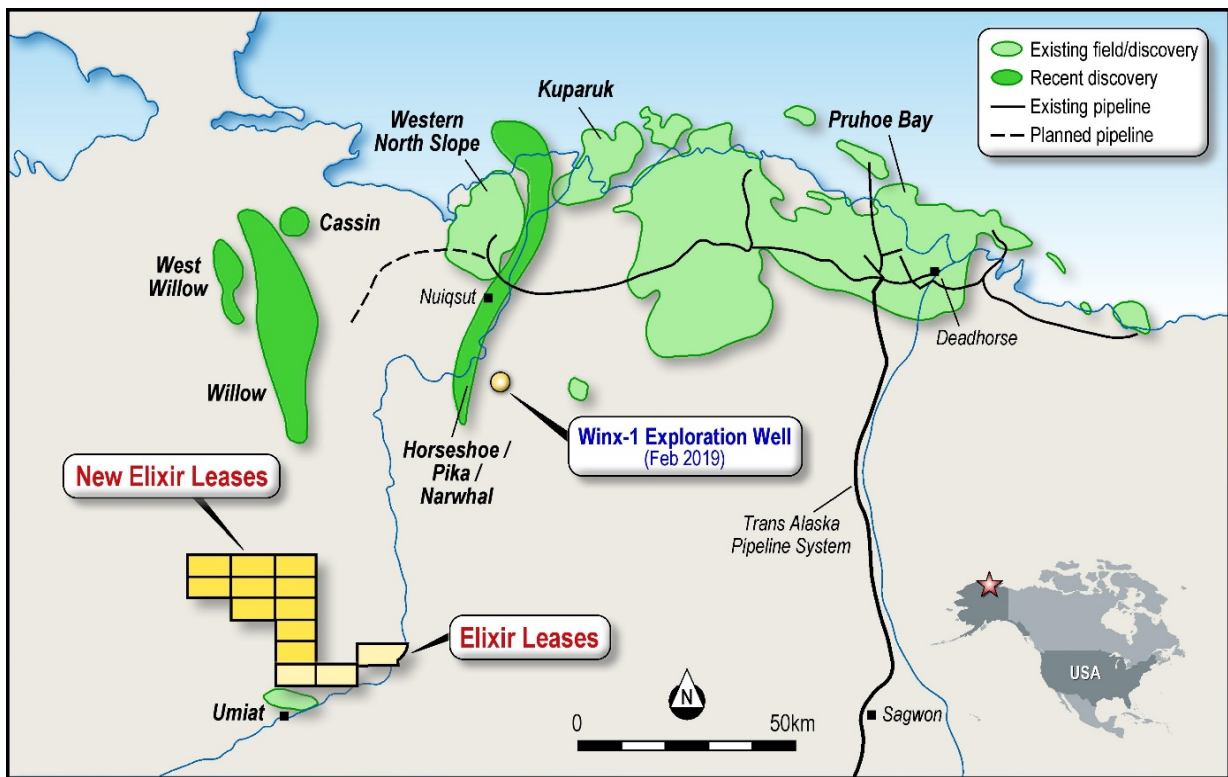 Existing field/discovery
Recent discovery
Existing pipeline
Planned pipeline
Kuparuk
Western
North Slope
Pruhoe Bay
Cassin
West
Willow
Nuiqsut
Deadhorse
Willow
Horseshoe /
Pika /
Narwhal
Winx-1 Exploration Well
(Feb 2019)
New Elixir Leases
Trans Alaska
Pipeline System
Elixir Leases
USA
N
Umiat
0
50km
Sagwon